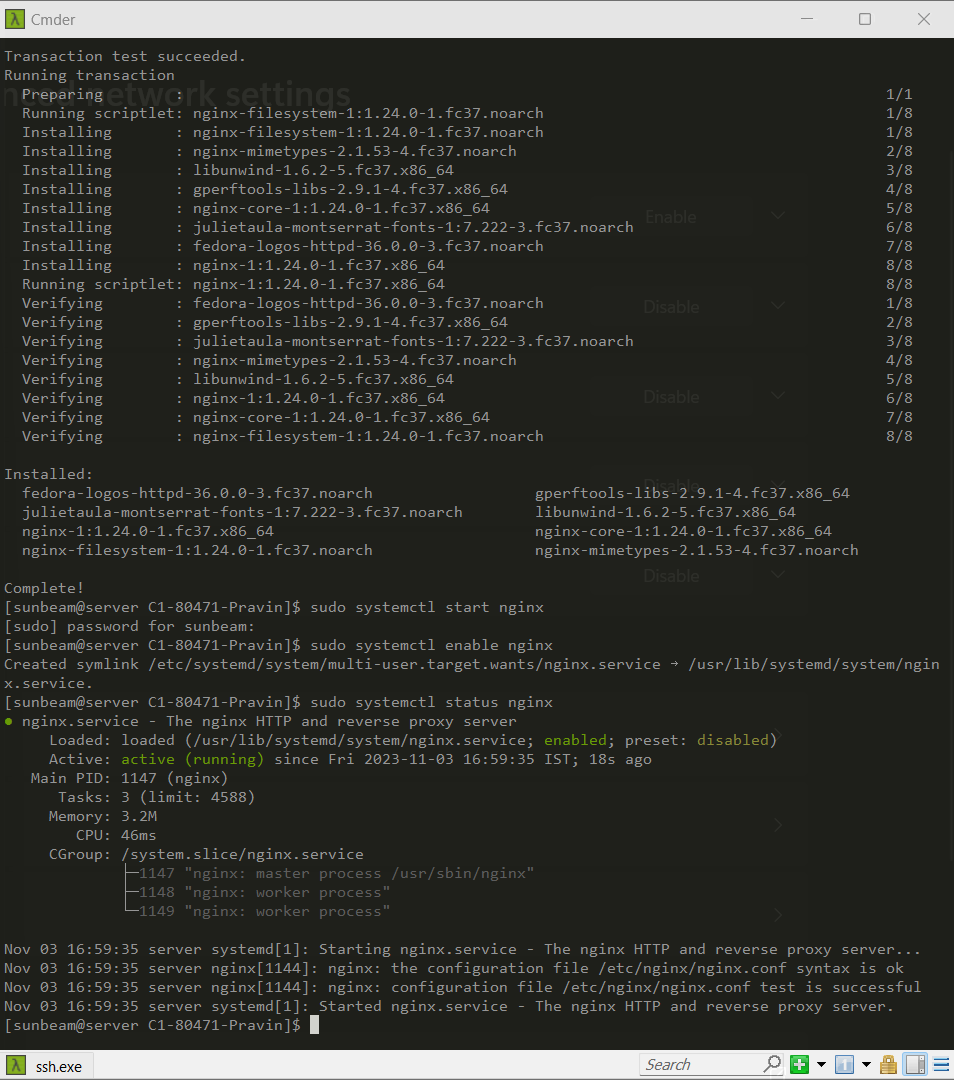 Cmder
Transaction test succeeded.
Running transaction
need network settings
  Preparing        :                                                                              1/1
  Running scriptlet: nginx-filesystem-1:1.24.0-1.fc37.noarch                                      1/8
  Installing       : nginx-filesystem-1:1.24.0-1.fc37.noarch                                      1/8
  Installing       : nginx-mimetypes-2.1.53-4.fc37.noarch                                         2/8
  Installing       : libunwind-1.6.2-5.fc37.x86_64                                                3/8
  Installing       : gperftools-libs-2.9.1-4.fc37.x86_64                                          4/8
  Installing       : nginx-core-1:1.24.0-1.fc37.x86_64                                            5/8
Enable
  Installing       : julietaula-montserrat-fonts-1:7.222-3.fc37.noarch                            6/8
  Installing       : fedora-logos-httpd-36.0.0-3.fc37.noarch                                      7/8
  Installing       : nginx-1:1.24.0-1.fc37.x86_64                                                 8/8
  Running scriptlet: nginx-1:1.24.0-1.fc37.x86_64                                                 8/8
  Verifying        : fedora-logos-httpd-36.0.0-3.fc37.noarch                                      1/8
Disable
  Verifying        : gperftools-libs-2.9.1-4.fc37.x86_64                                          2/8
  Verifying        : julietaula-montserrat-fonts-1:7.222-3.fc37.noarch                            3/8
  Verifying        : nginx-mimetypes-2.1.53-4.fc37.noarch                                         4/8
  Verifying        : libunwind-1.6.2-5.fc37.x86_64                                                5/8
Disable
  Verifying        : nginx-1:1.24.0-1.fc37.x86_64                                                 6/8
  Verifying        : nginx-core-1:1.24.0-1.fc37.x86_64                                            7/8
  Verifying        : nginx-filesystem-1:1.24.0-1.fc37.noarch                                      8/8
Installed:
Disable
  fedora-logos-httpd-36.0.0-3.fc37.noarch                  gperftools-libs-2.9.1-4.fc37.x86_64
  julietaula-montserrat-fonts-1:7.222-3.fc37.noarch        libunwind-1.6.2-5.fc37.x86_64
  nginx-1:1.24.0-1.fc37.x86_64                             nginx-core-1:1.24.0-1.fc37.x86_64
  nginx-filesystem-1:1.24.0-1.fc37.noarch                  nginx-mimetypes-2.1.53-4.fc37.noarch
Disable
Complete!
[sunbeam@server C1-80471-Pravin]$ sudo systemctl start nginx
[sudo] password for sunbeam:
[sunbeam@server C1-80471-Pravin]$ sudo systemctl enable nginx
Created symlink /etc/systemd/system/multi-user.target.wants/nginx.service → /usr/lib/systemd/system/ngin
x.service.
[sunbeam@server C1-80471-Pravin]$ sudo systemctl status nginx
● nginx.service - The nginx HTTP and reverse proxy server
     Loaded: loaded (/usr/lib/systemd/system/nginx.service; enabled; preset: disabled)
     Active: active (running) since Fri 2023-11-03 16:59:35 IST; 18s ago
   Main PID: 1147 (nginx)
      Tasks: 3 (limit: 4588)
     Memory: 3.2M
        CPU: 46ms
     CGroup: /system.slice/nginx.service
             ├─1147 "nginx: master process /usr/sbin/nginx"
             ├─1148 "nginx: worker process"
             └─1149 "nginx: worker process"
Nov 03 16:59:35 server systemd[1]: Starting nginx.service - The nginx HTTP and reverse proxy server...
Nov 03 16:59:35 server nginx[1144]: nginx: the configuration file /etc/nginx/nginx.conf syntax is ok
Nov 03 16:59:35 server nginx[1144]: nginx: configuration file /etc/nginx/nginx.conf test is successful
Nov 03 16:59:35 server systemd[1]: Started nginx.service - The nginx HTTP and reverse proxy server.
[sunbeam@server C1-80471-Pravin]$
ssh.exe
Search
1